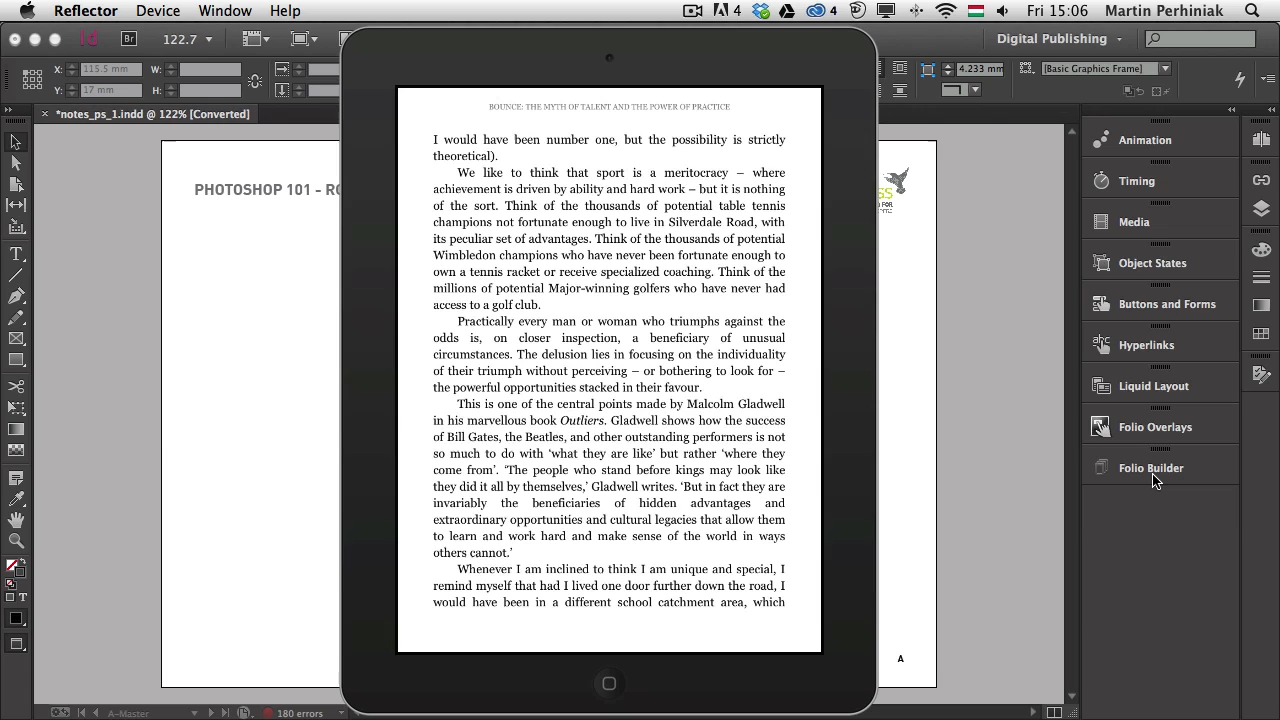 Reflector Device Window Help 4 4 Fri 15:06 Martin Perhiniak
Id Br 122.7 Digital Publishing
X: 115.5 mm W: 4.233 mm [Basic Graphics Frame]
Y: 17 mm H:
*notes_ps_1.indd @ 122% [Converted]
PHOTOSHOP 101 - RO
BOUNCE: THE MYTH OF TALENT AND THE POWER OF PRACTICE
I would have been number one, but the possibility is strictly
theoretical).
We like to think that sport is a meritocracy – where
achievement is driven by ability and hard work – but it is nothing
of the sort. Think of the thousands of potential table tennis
champions not fortunate enough to live in Silverdale Road, with
its peculiar set of advantages. Think of the thousands of potential
Wimbledon champions who have never been fortunate enough to
own a tennis racket or receive specialized coaching. Think of the
millions of potential Major-winning golfers who have never had
access to a golf club.
Practically every man or woman who triumphs against the
odds is, on closer inspection, a beneficiary of unusual
circumstances. The delusion lies in focusing on the individuality
of their triumph without perceiving – or bothering to look for –
the powerful opportunities stacked in their favour.
This is one of the central points made by Malcolm Gladwell
in his marvellous book Outliers. Gladwell shows how the success
of Bill Gates, the Beatles, and other outstanding performers is not
so much to do with ‘what they are like’ but rather ‘where they
come from’. ‘The people who stand before kings may look like
they did it all by themselves,’ Gladwell writes. ‘But in fact they are
invariably the beneficiaries of hidden advantages and
extraordinary opportunities and cultural legacies that allow them
to learn and work hard and make sense of the world in ways
others cannot.’
Whenever I am inclined to think I am unique and special, I
remind myself that had I lived one door further down the road, I
would have been in a different school catchment area, which
SS
FOR
A
Animation
Timing
Media
Object States
Buttons and Forms
Hyperlinks
Liquid Layout
Folio Overlays
Folio Builder
T
A-Master 180 errors